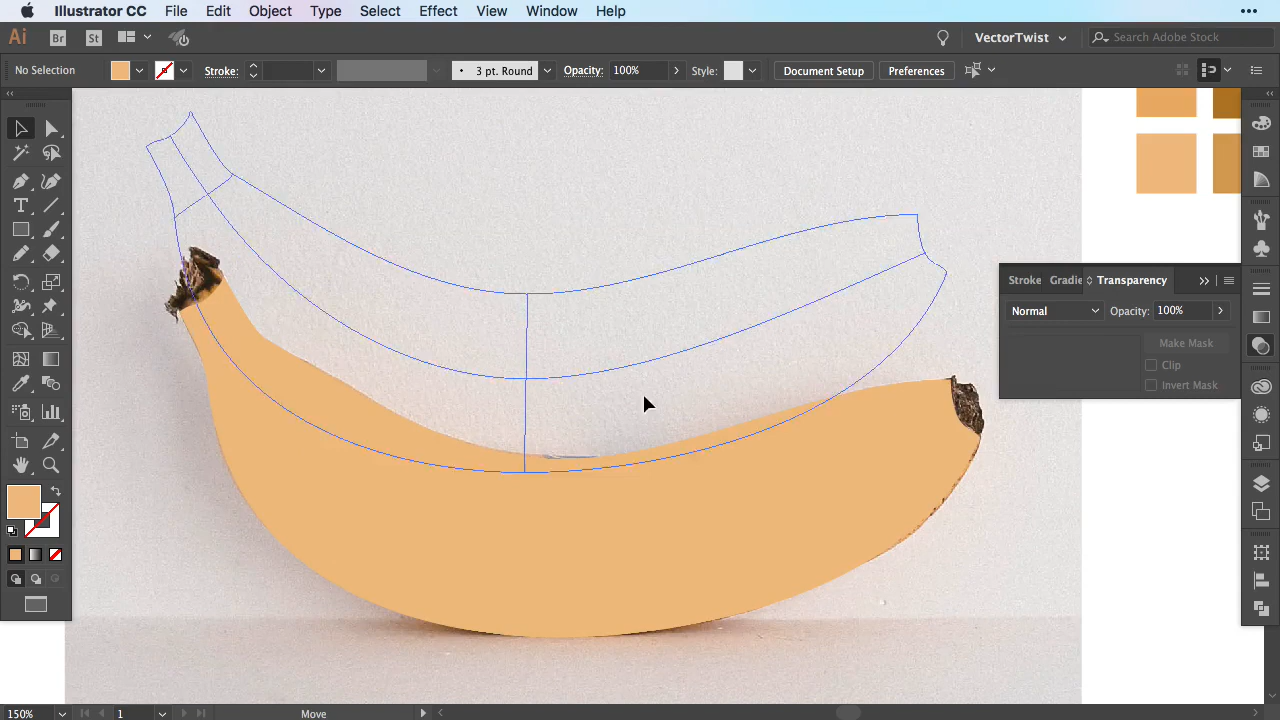 Illustrator CC File Edit Object Type Select Effect View Window Help
Ai Br St VectorTwist Search Adobe Stock
No Selection Stroke: 3 pt. Round Opacity: 100% Style: Document Setup Preferences
Stroke Gradie Transparency
Normal Opacity: 100%
Make Mask
Clip
Invert Mask
150% 1 Move